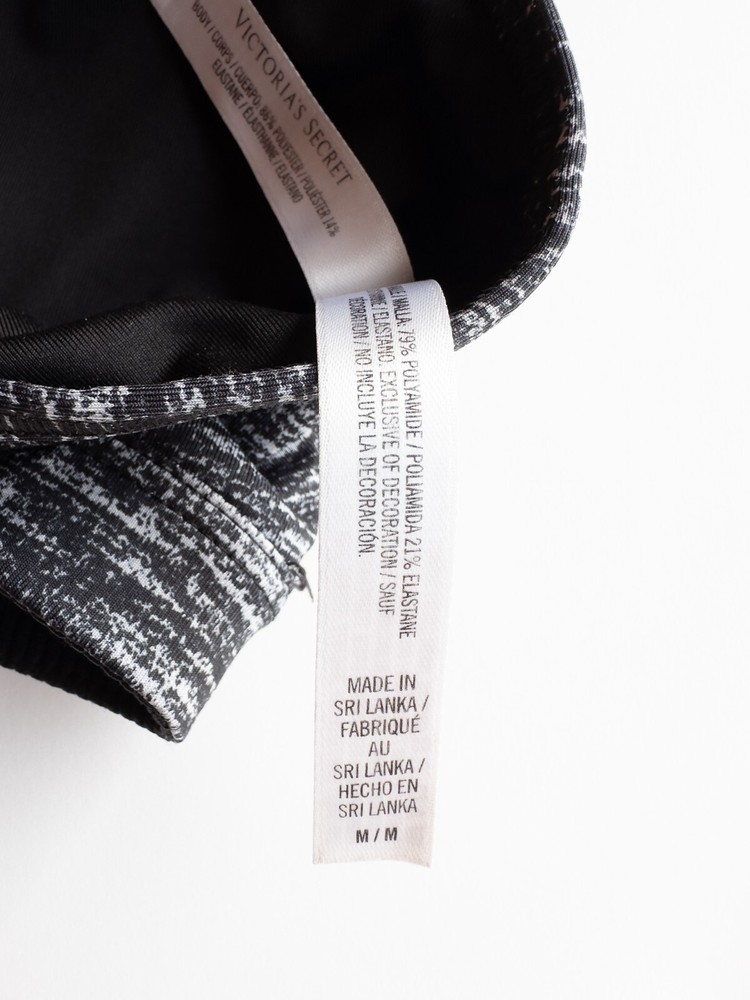 VICTORIA'S SECRET
BODY / CORPS / CUERPO: 86% POLYESTER / POLIÉSTER 14%
ELASTANE / ÉLASTHANNE / ELASTANO
MALLA: 79% POLYAMIDE / POLIAMIDA 21% ELASTANE
/ ELASTANO. EXCLUSIVE OF DECORATION / SAUF
DÉCORATION / NO INCLUYE LA DECORACIÓN.
MADE IN
SRI LANKA /
FABRIQUÉ
AU
SRI LANKA /
HECHO EN
SRI LANKA
M / M